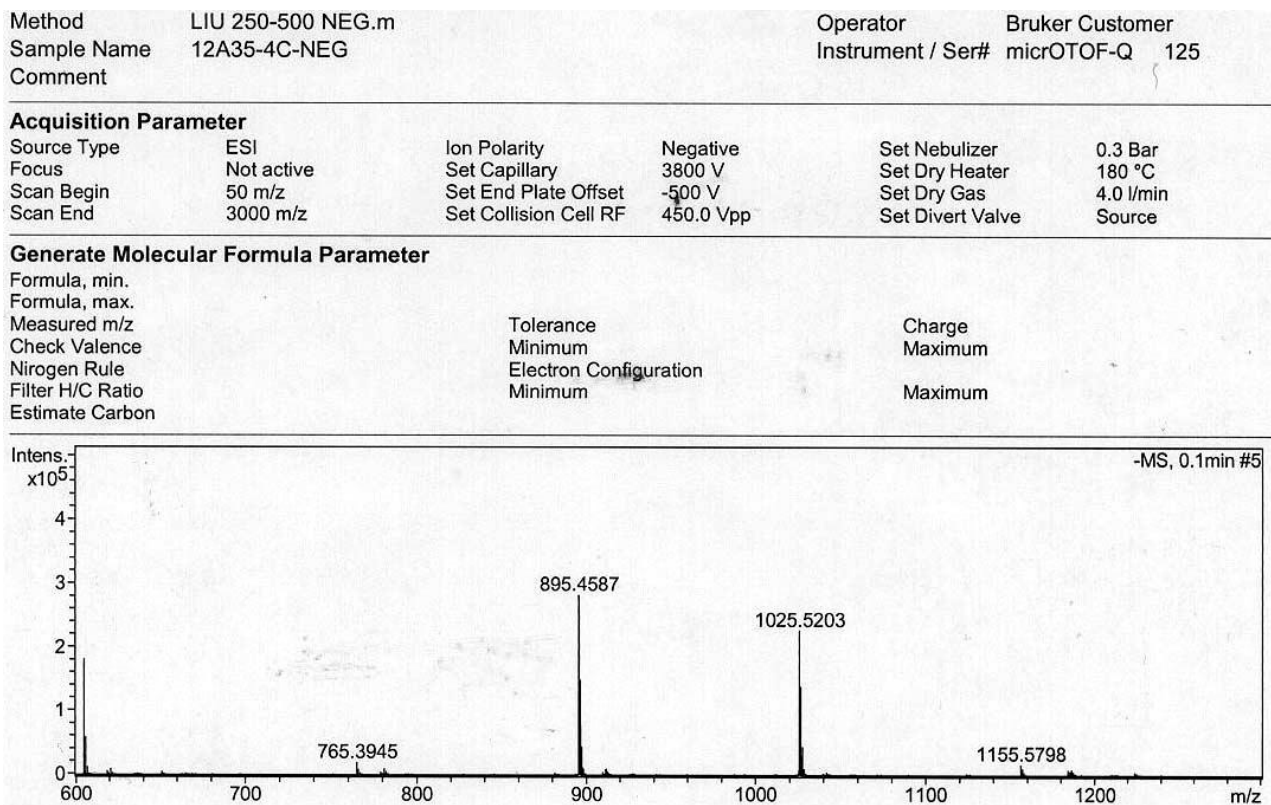 Method LIU 250-500 NEG.m Operator Bruker Customer
Sample Name 12A35-4C-NEG Instrument / Ser# micrOTOF-Q 125
Comment
Acquisition Parameter
Source Type ESI Ion Polarity Negative Set Nebulizer 0.3 Bar
Focus Not active Set Capillary 3800 V Set Dry Heater 180 °C
Scan Begin 50 m/z Set End Plate Offset -500 V Set Dry Gas 4.0 l/min
Scan End 3000 m/z Set Collision Cell RF 450.0 Vpp Set Divert Valve Source
Generate Molecular Formula Parameter
Formula, min.
Formula, max.
Measured m/z Tolerance Charge
Check Valence Minimum Maximum
Nirogen Rule Electron Configuration
Filter H/C Ratio Minimum Maximum
Estimate Carbon
Intens. -MS, 0.1min #5
x10⁵
4
3 895.4587
1025.5203
2
1
765.3945 1155.5798
0
600 700 800 900 1000 1100 1200 m/z